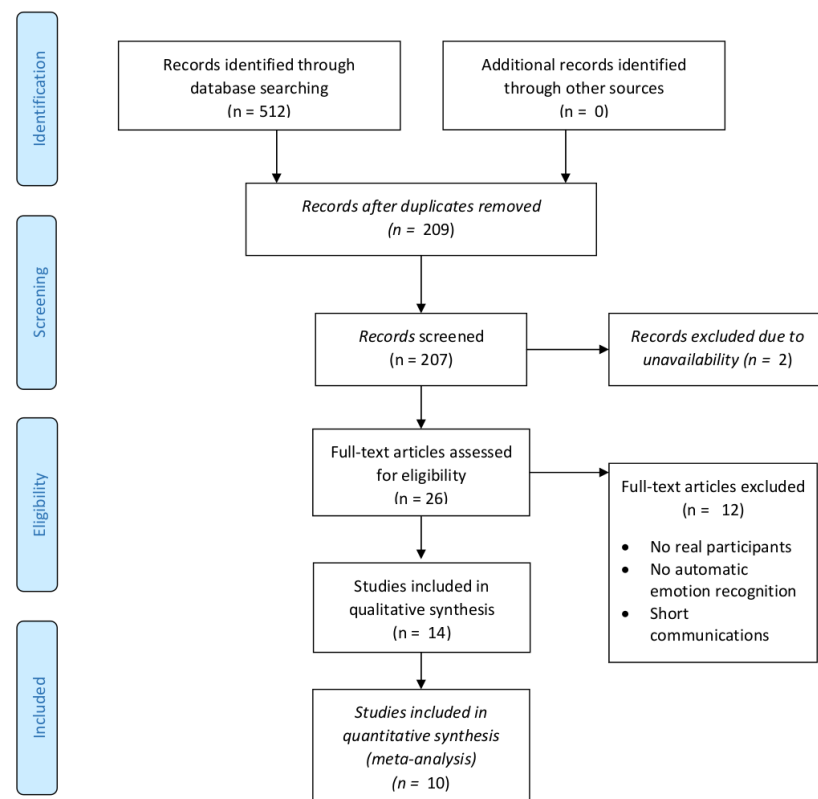 Identification
Records identified through
database searching
(n = 512)
Additional records identified
through other sources
(n = 0)
Records after duplicates removed
(n = 209)
Screening
Records screened
(n = 207)
Records excluded due to
unavailability (n = 2)
Eligibility
Full-text articles assessed
for eligibility
(n = 26)
Full-text articles excluded
(n = 12)
• No real participants
• No automatic
emotion recognition
• Short
communications
Studies included in
qualitative synthesis
(n = 14)
Included
Studies included in
quantitative synthesis
(meta-analysis)
(n = 10)